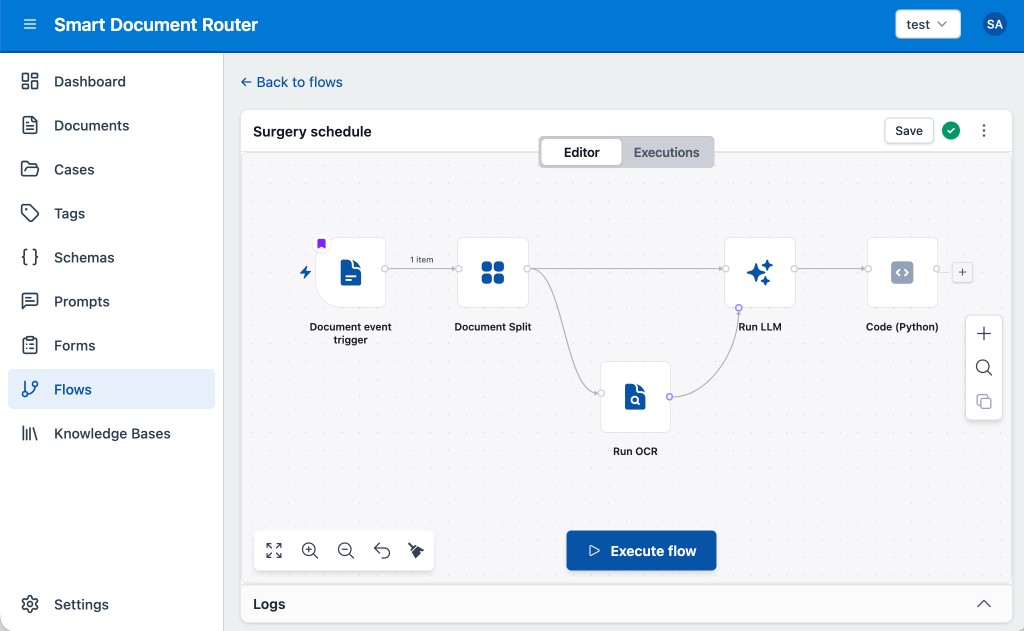 Smart Document Router
test
SA
Dashboard
Documents
Cases
Tags
Schemas
Prompts
Forms
Flows
Knowledge Bases
Settings
← Back to flows
Surgery schedule
Save
Editor
Executions
1 item
Document event
trigger
Document Split
Run LLM
Code (Python)
Run OCR
Execute flow
Logs